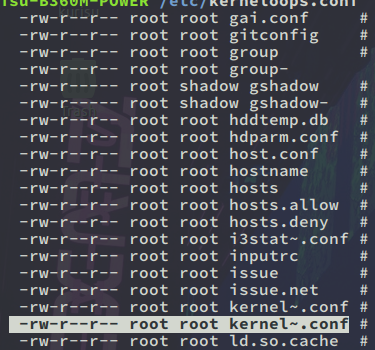 fsu-B360M-POWER /etc/kerneloops.conf
-rw-r--r-- root root gai.conf #
-rw-r--r-- root root gitconfig #
-rw-r--r-- root root group #
-rw-r--r-- root root group-
-rw-r----- root shadow gshadow #
-rw-r----- root shadow gshadow- #
-rw-r--r-- root root hddtemp.db #
-rw-r--r-- root root hdparm.conf #
-rw-r--r-- root root host.conf #
-rw-r--r-- root root hostname #
-rw-r--r-- root root hosts #
-rw-r--r-- root root hosts.allow #
-rw-r--r-- root root hosts.deny #
-rw-r--r-- root root i3stat~.conf #
-rw-r--r-- root root inputrc #
-rw-r--r-- root root issue #
-rw-r--r-- root root issue.net #
-rw-r--r-- root root kernel~.conf #
-rw-r--r-- root root kernel~.conf #
-rw-r--r-- root root ld.so.cache #